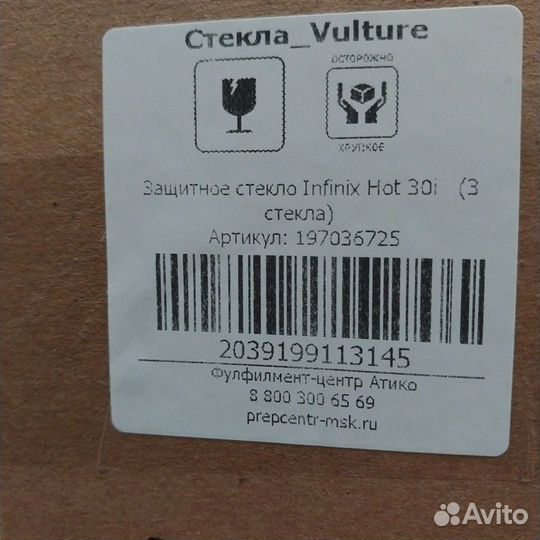 Стекла_Vulture
ОСТОРОЖНО
ХРУПКОЕ
Защитное стекло Infinix Hot 30i (3
стекла)
Артикул: 197036725
2039199113145
Фулфилмент-центр Атико
8 800 300 65 69
prepcentr-msk.ru
Avito